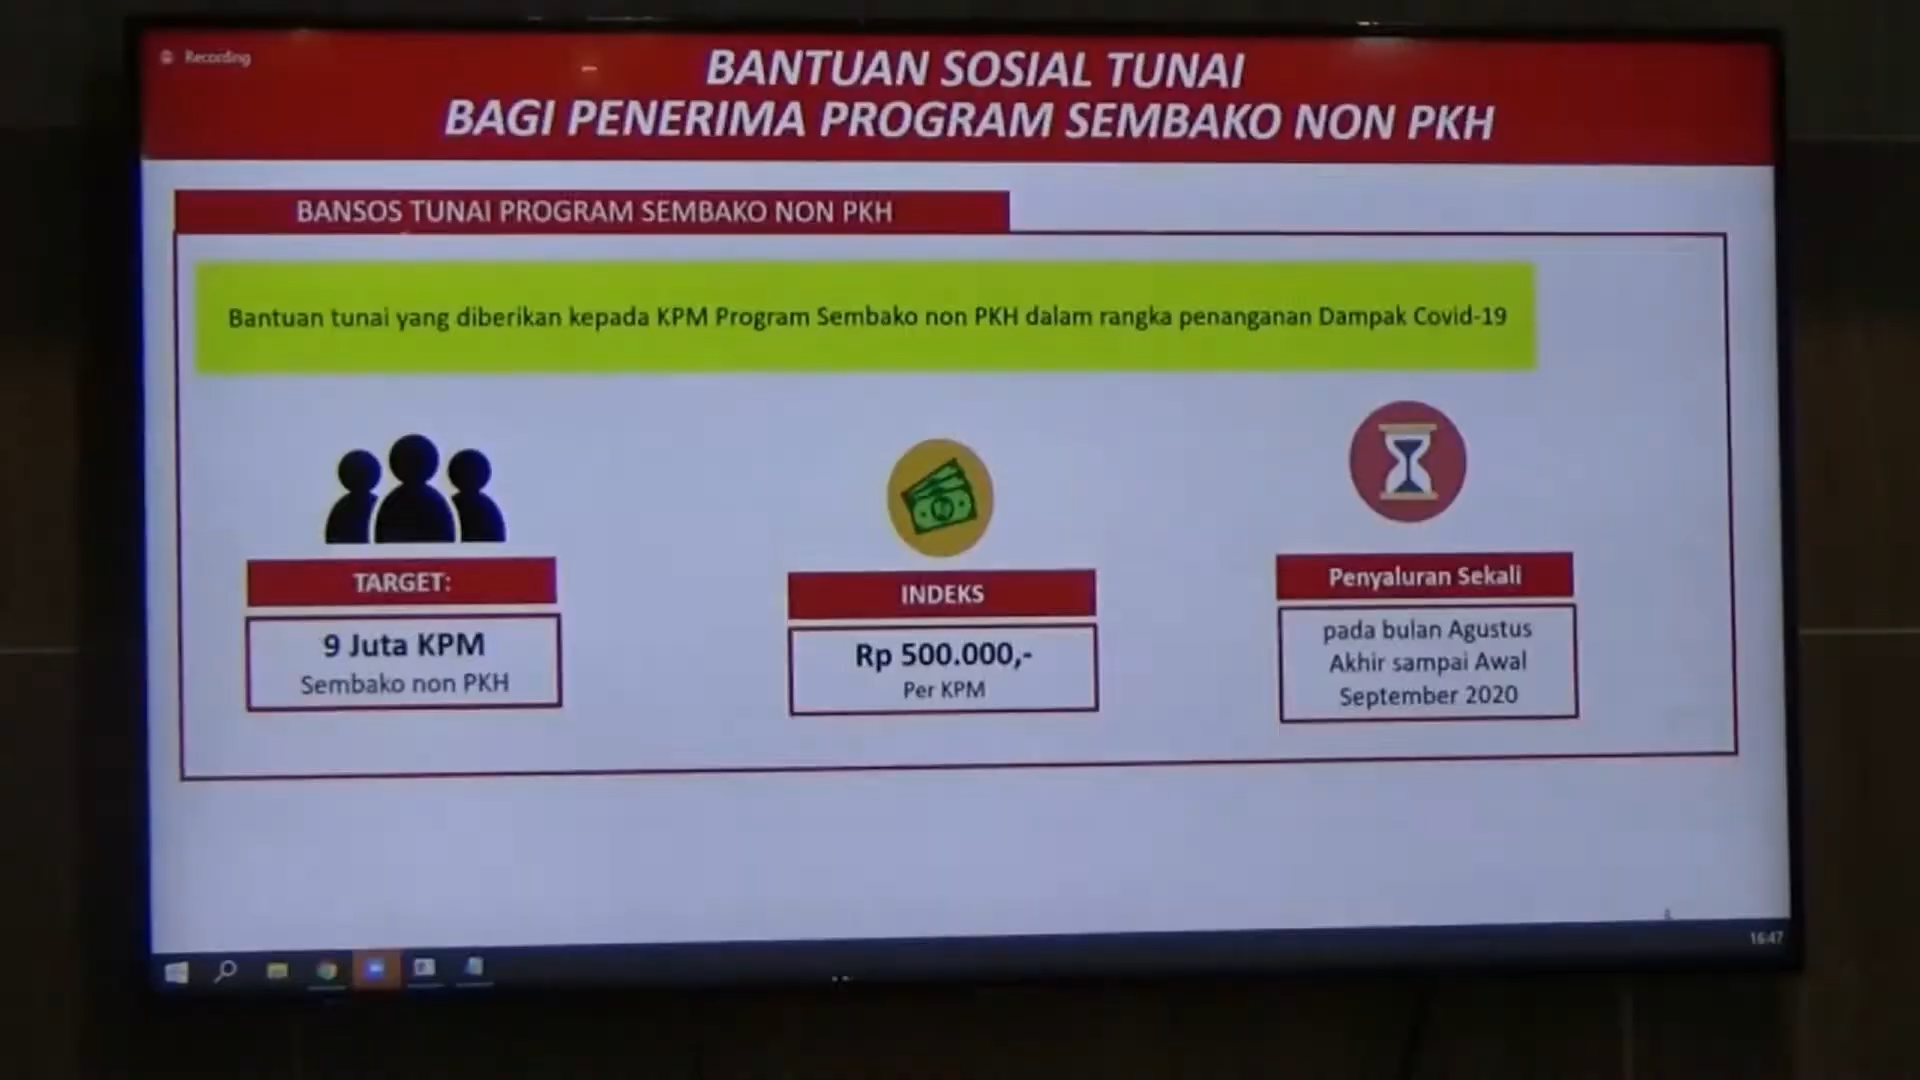 Recording
BANTUAN SOSIAL TUNAI
BAGI PENERIMA PROGRAM SEMBAKO NON PKH
BANSOS TUNAI PROGRAM SEMBAKO NON PKH
Bantuan tunai yang diberikan kepada KPM Program Sembako non PKH dalam rangka penanganan Dampak Covid-19
TARGET:
9 Juta KPM
Sembako non PKH
INDEKS
Rp 500.000,-
Per KPM
Penyaluran Sekali
pada bulan Agustus
Akhir sampai Awal
September 2020
16:47